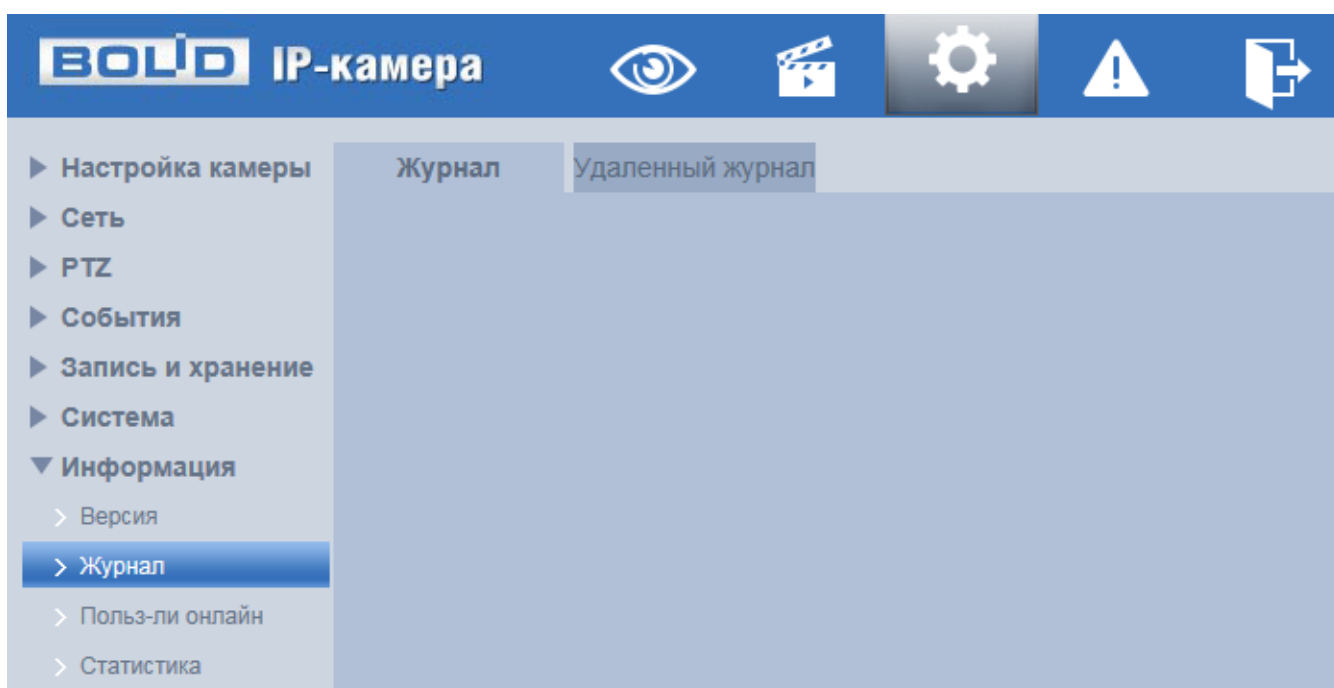 BOLID IP-камера
Настройка камеры
Журнал
Удаленный журнал
Сеть
PTZ
События
Запись и хранение
Система
Информация
Версия
Журнал
Польз-ли онлайн
Статистика